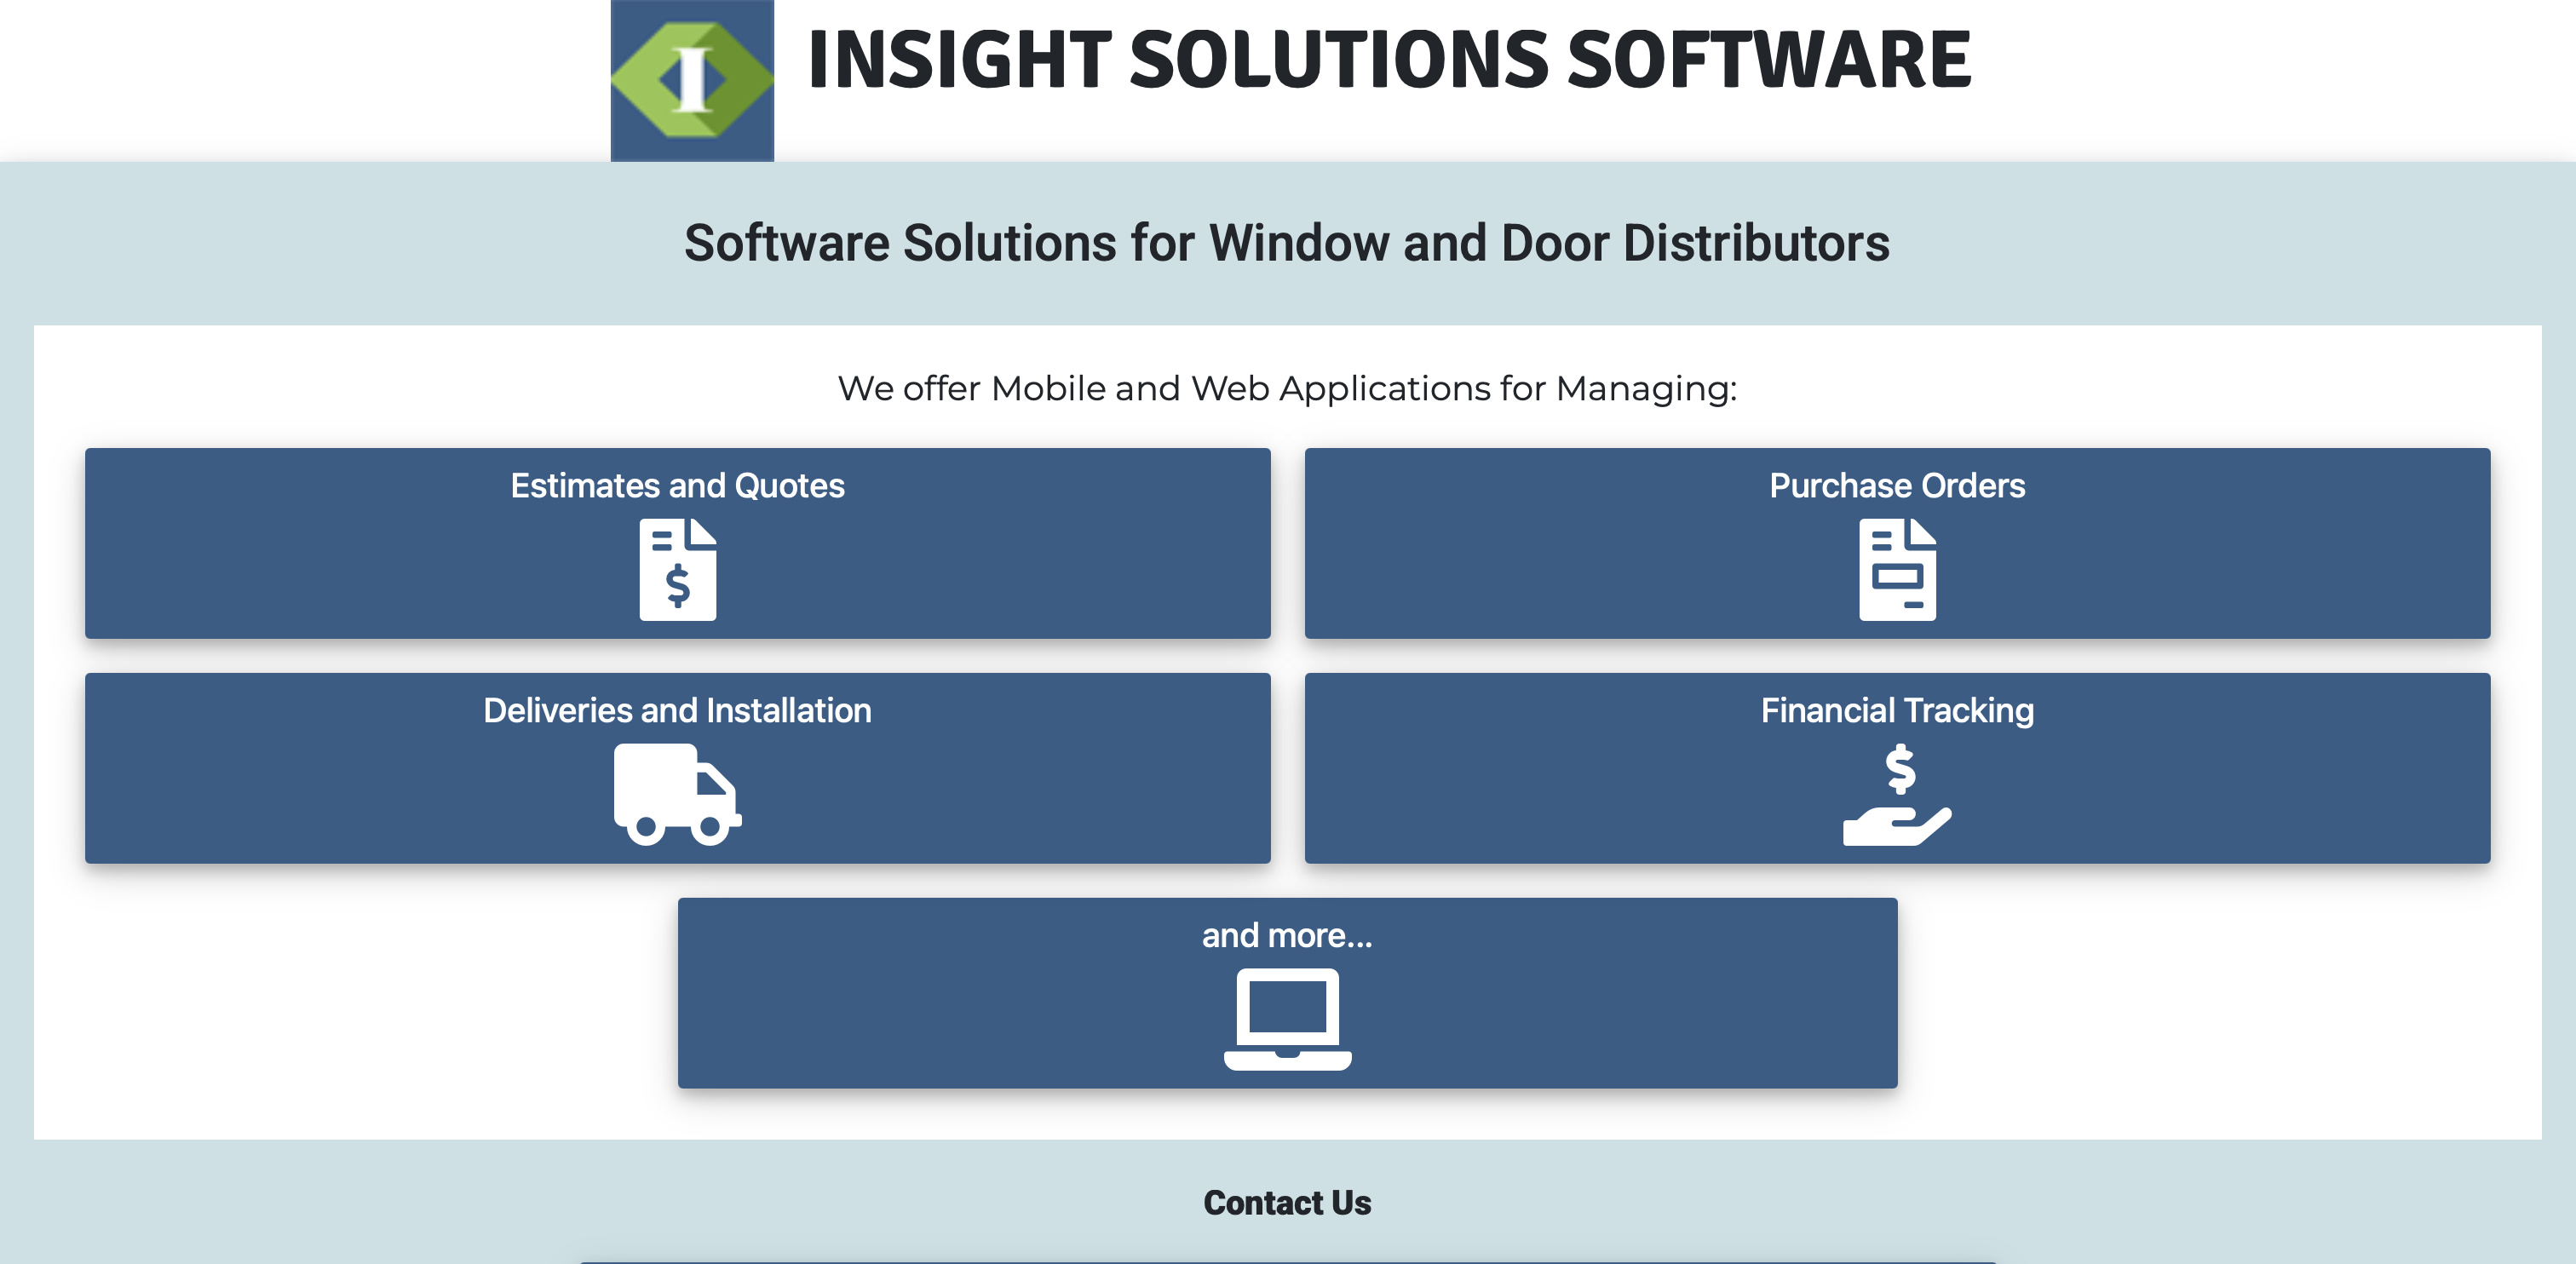 I
INSIGHT SOLUTIONS SOFTWARE
Software Solutions for Window and Door Distributors
We offer Mobile and Web Applications for Managing:
Estimates and Quotes
$
Purchase Orders
Deliveries and Installation
Financial Tracking
$
and more...
Contact Us